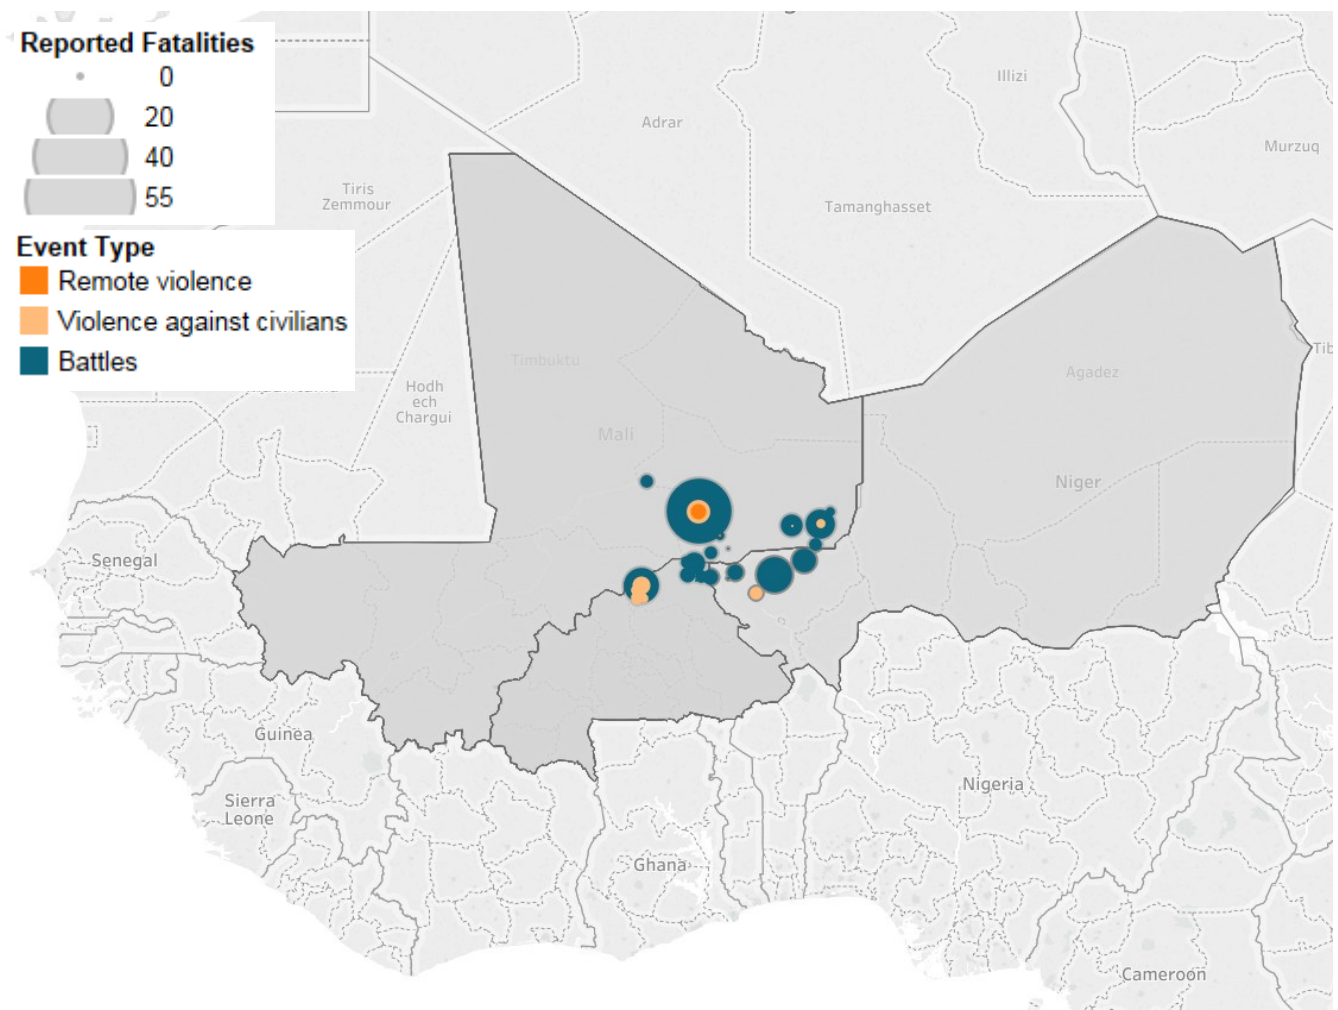 Reported Fatalities
0
20
40
55
Event Type
Remote violence
Violence against civilians
Battles
Illizi
Adrar
Murzuq
Tiris
Zemmour
Tamanghasset
Timbuktu
Hodh
ech
Chargui
Agadez
Tib
Mali
Niger
Senegal
Guinea
Sierra
Leone
Nigeria
Ghana
Cameroon